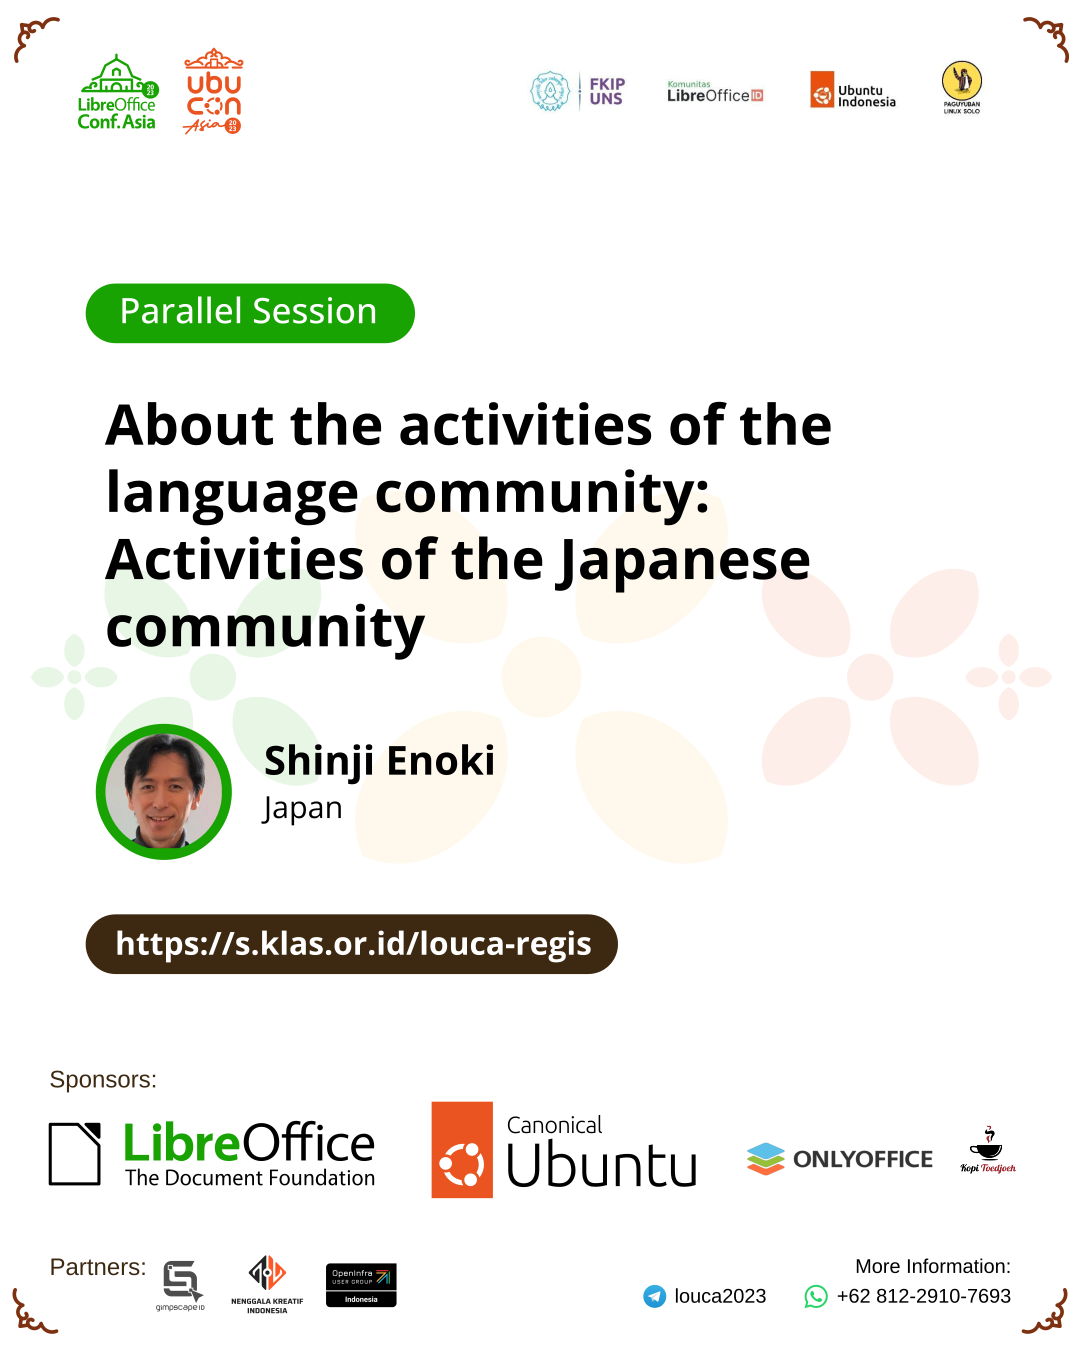 LibreOffice
Conf. Asia
2023
ubu
con
Asia
2023
FKIP
UNS
Komunitas
LibreOffice ID
Ubuntu
Indonesia
PAGUYUBAN
LINUX SOLO
Parallel Session
About the activities of the
language community:
Activities of the Japanese
community
Shinji Enoki
Japan
https://s.klas.or.id/louca-regis
Sponsors:
LibreOffice
The Document Foundation
Canonical
Ubuntu
ONLYOFFICE
Kopi Toedjoeh
Partners:
gimpscape ID
NENGGALA KREATIF
INDONESIA
OpenInfra
USER GROUP
Indonesia
More Information:
louca2023
+62 812-2910-7693